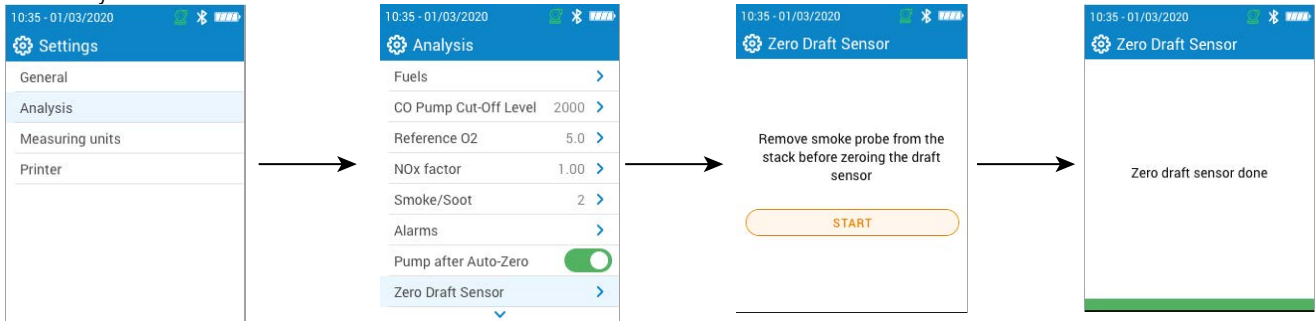 10:35 - 01/03/2020
Settings
General
Analysis
Measuring units
Printer
10:35 - 01/03/2020
Analysis
Fuels
CO Pump Cut-Off Level 2000
Reference O2 5.0
NOx factor 1.00
Smoke/Soot 2
Alarms
Pump after Auto-Zero
Zero Draft Sensor
10:35 - 01/03/2020
Zero Draft Sensor
Remove smoke probe from the
stack before zeroing the draft
sensor
START
10:35 - 01/03/2020
Zero Draft Sensor
Zero draft sensor done